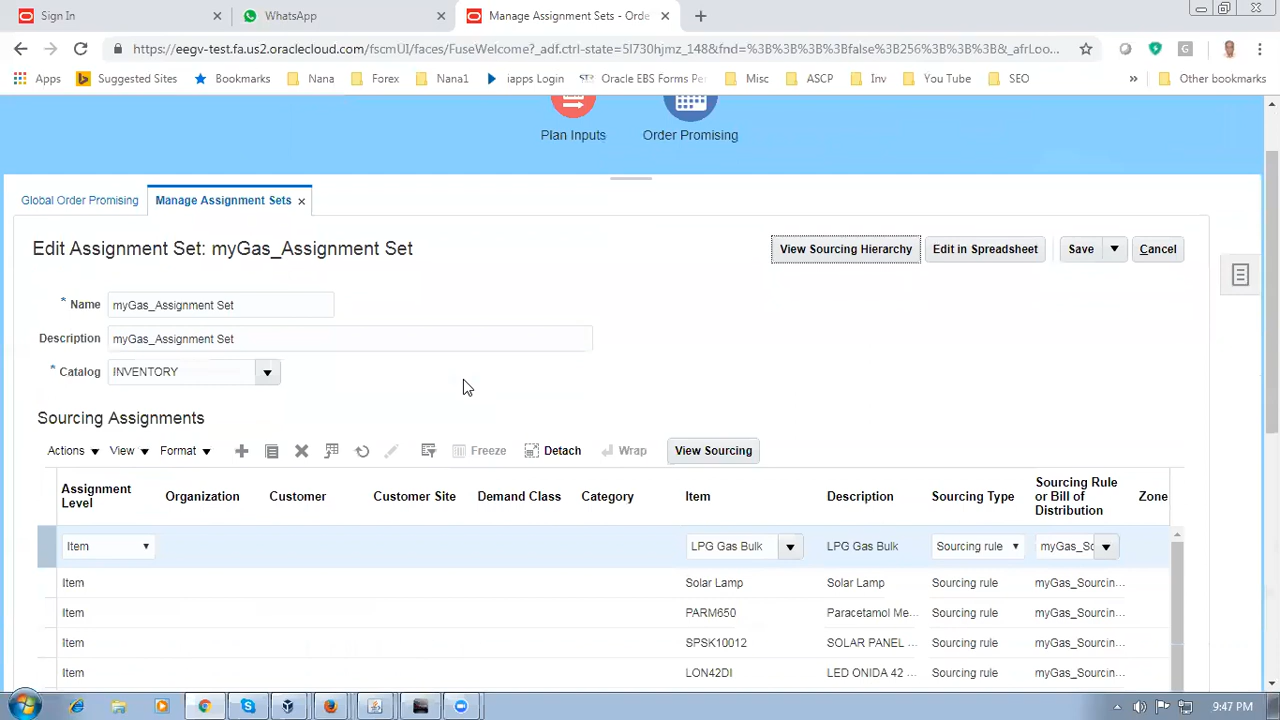 Sign In
WhatsApp
Manage Assignment Sets - Orde
https://eegv-test.fa.us2.oraclecloud.com/fscmUI/faces/FuseWelcome?_adf.ctrl-state=5l730hjmz_148&fnd=%3B%3B%3B%3Bfalse%3B256%3B%3B%3B&_afrLoo...
Apps
Suggested Sites
Bookmarks
Nana
Forex
Nana1
iapps Login
Oracle EBS Forms Pe
Misc
ASCP
Inv
You Tube
SEO
»
Other bookmarks
Plan Inputs
Order Promising
Global Order Promising
Manage Assignment Sets
Edit Assignment Set: myGas_Assignment Set
View Sourcing Hierarchy
Edit in Spreadsheet
Save
Cancel
* Name myGas_Assignment Set
Description myGas_Assignment Set
* Catalog INVENTORY
Sourcing Assignments
Actions View Format Freeze Detach Wrap View Sourcing
Assignment Level Organization Customer Customer Site Demand Class Category Item Description Sourcing Type Sourcing Rule or Bill of Distribution Zone
Item LPG Gas Bulk LPG Gas Bulk Sourcing rule myGas_So
Item Solar Lamp Solar Lamp Sourcing rule myGas_Sourcin...
Item PARM650 Paracetamol Me... Sourcing rule myGas_Sourcin...
Item SPSK10012 SOLAR PANEL ... Sourcing rule myGas_Sourcin...
Item LON42DI LED ONIDA 42 ... Sourcing rule myGas_Sourcin...
9:47 PM